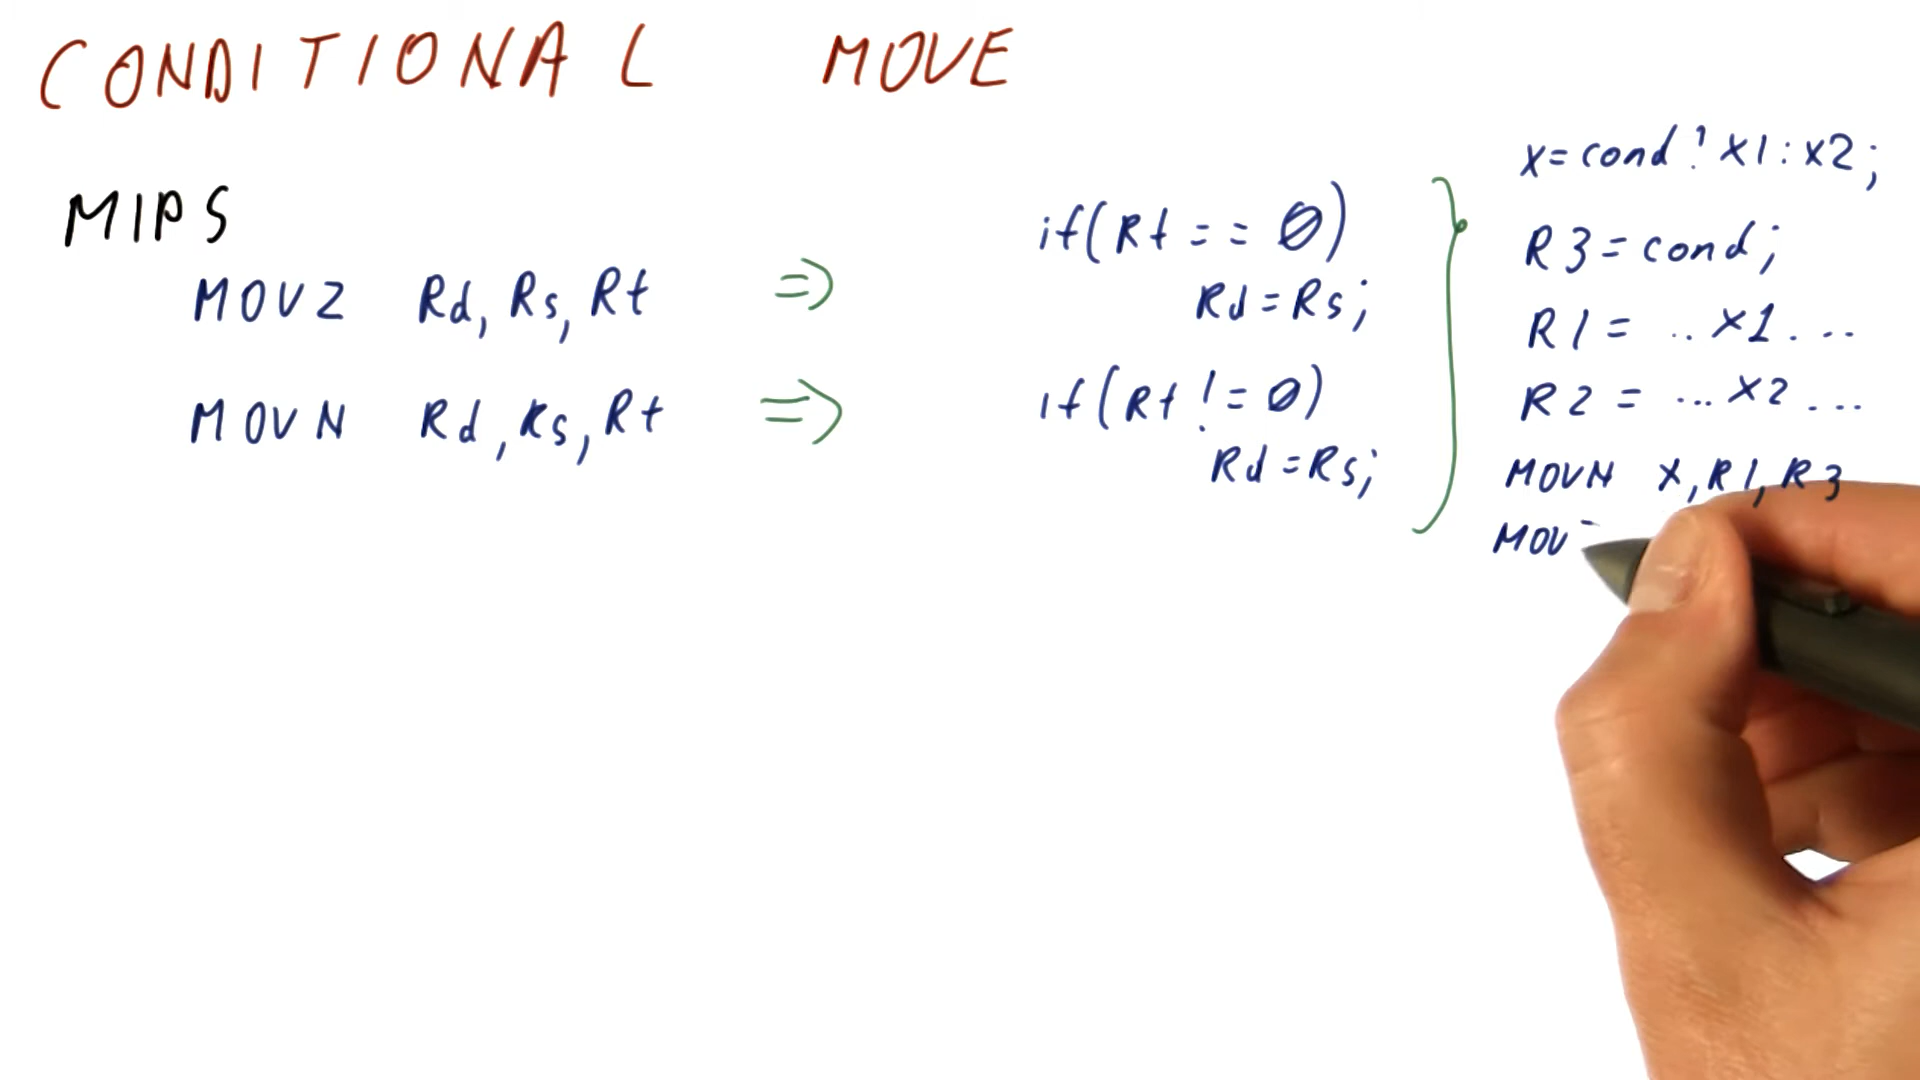 CONDITIONAL MOVE
MIPS
MOVZ Rd, Rs, Rt => if(Rt == 0)
Rd = Rs;
MOVN Rd, Rs, Rt => if(Rt != 0)
Rd = Rs;
X = cond ? X1 : X2;
R3 = cond;
R1 = .. X1 ...
R2 = ... X2 ...
MOVN X, R1, R3
MOV